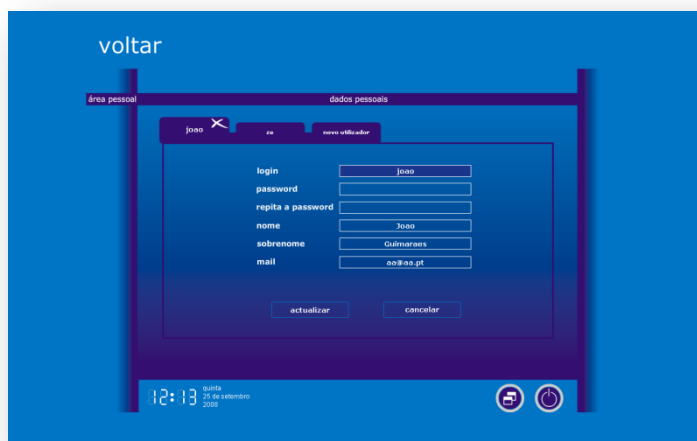 voltar
área pessoal
dados pessoais
joao
ze
novo utilizador
login joao
password
repita a password
nome Joao
sobrenome Guimaraes
mail aa@aa.pt
actualizar cancelar
12:13
quinta
25 de setembro
2008